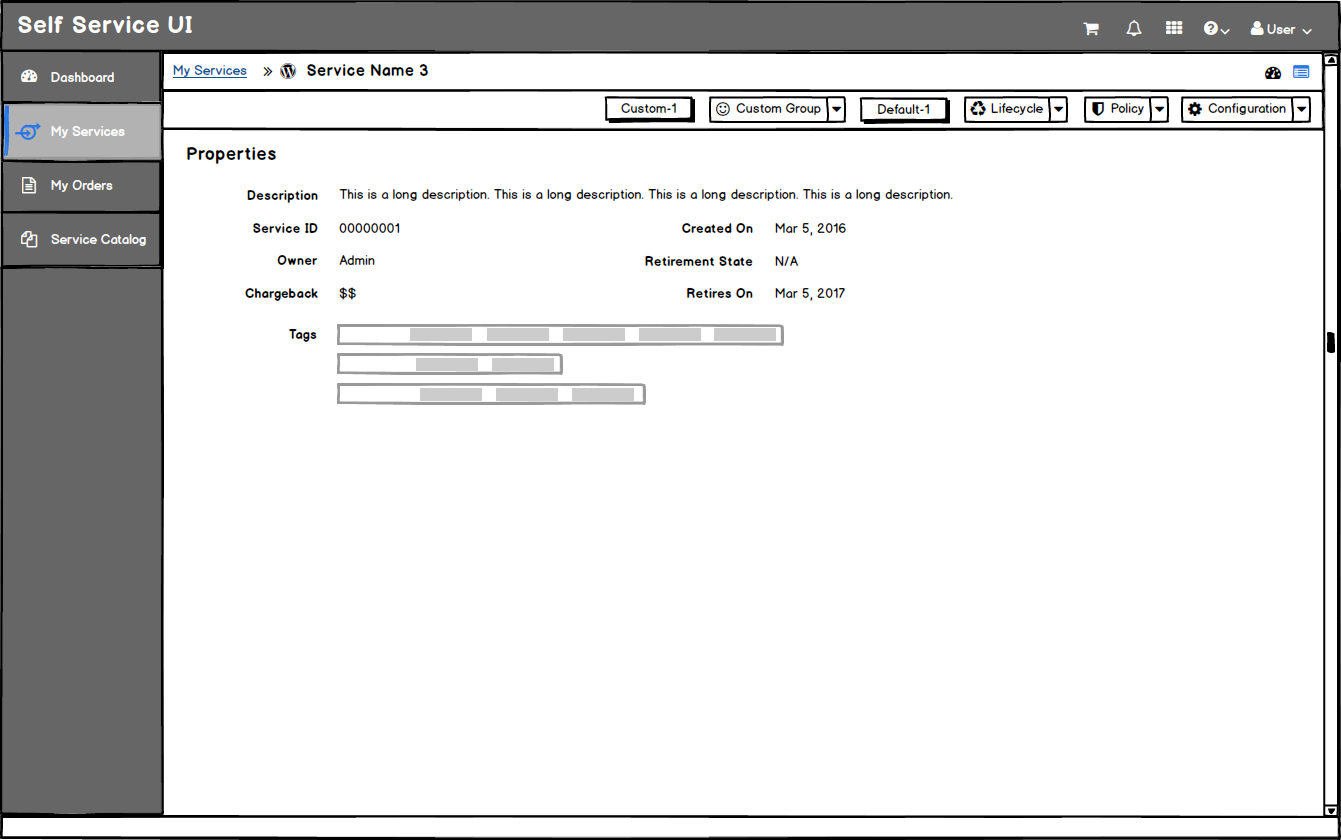 Self Service UI
User
Dashboard
My Services
My Orders
Service Catalog
My Services » Service Name 3
Custom-1 Custom Group Default-1 Lifecycle Policy Configuration
Properties
Description This is a long description. This is a long description. This is a long description. This is a long description.
Service ID 00000001 Created On Mar 5, 2016
Owner Admin Retirement State N/A
Chargeback $$ Retires On Mar 5, 2017
Tags